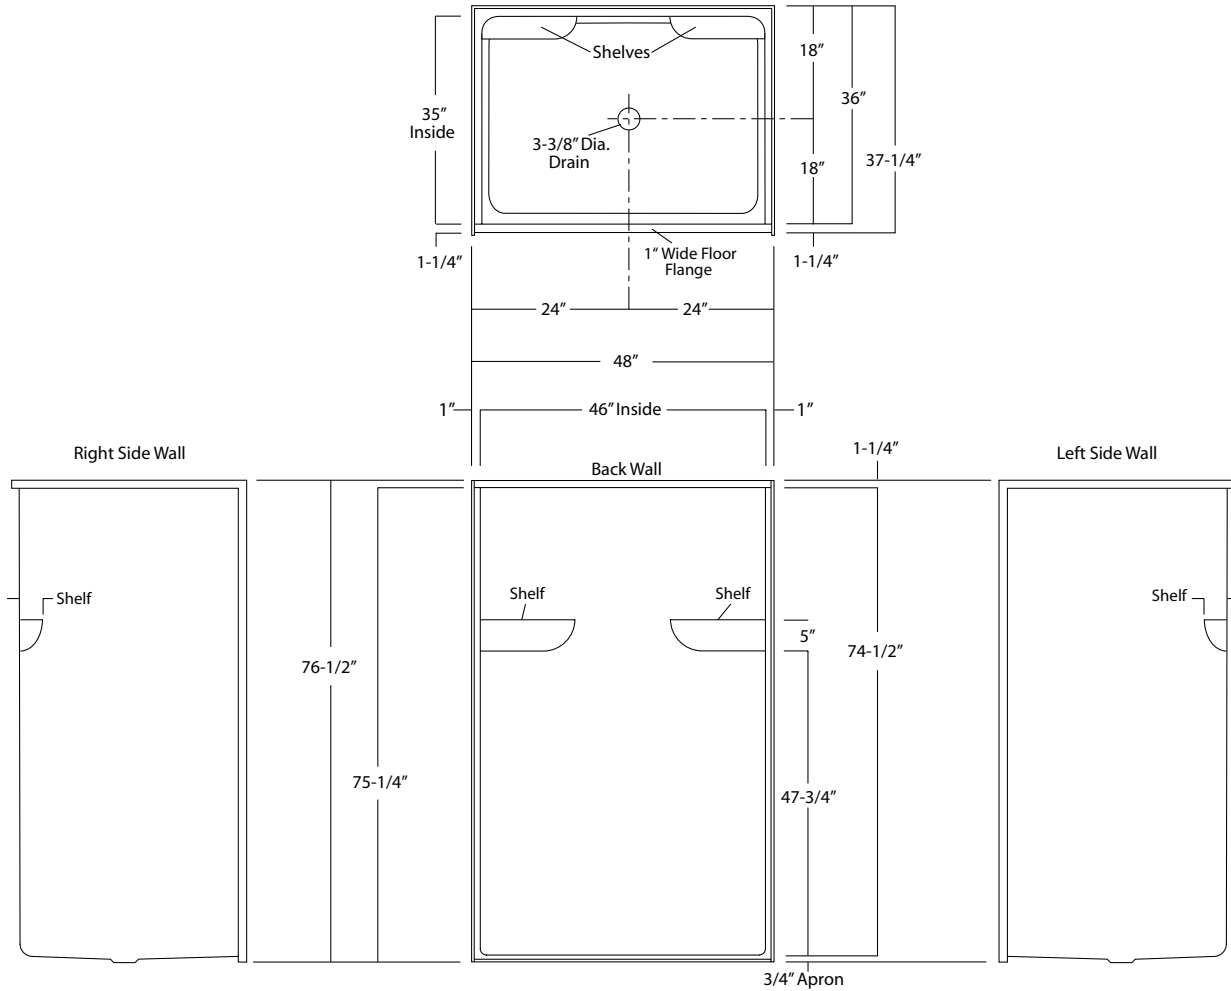 Shelves
18”
36”
35”
Inside
3-3/8” Dia.
Drain
37-1/4”
18”
1“ Wide Floor
Flange
1-1/4”
1-1/4”
24”
24”
48”
1”
46” Inside
1”
Right Side Wall
Back Wall
1-1/4”
Left Side Wall
Shelf
Shelf
Shelf
Shelf
5”
74-1/2”
76-1/2”
75-1/4”
47-3/4”
3/4” Apron